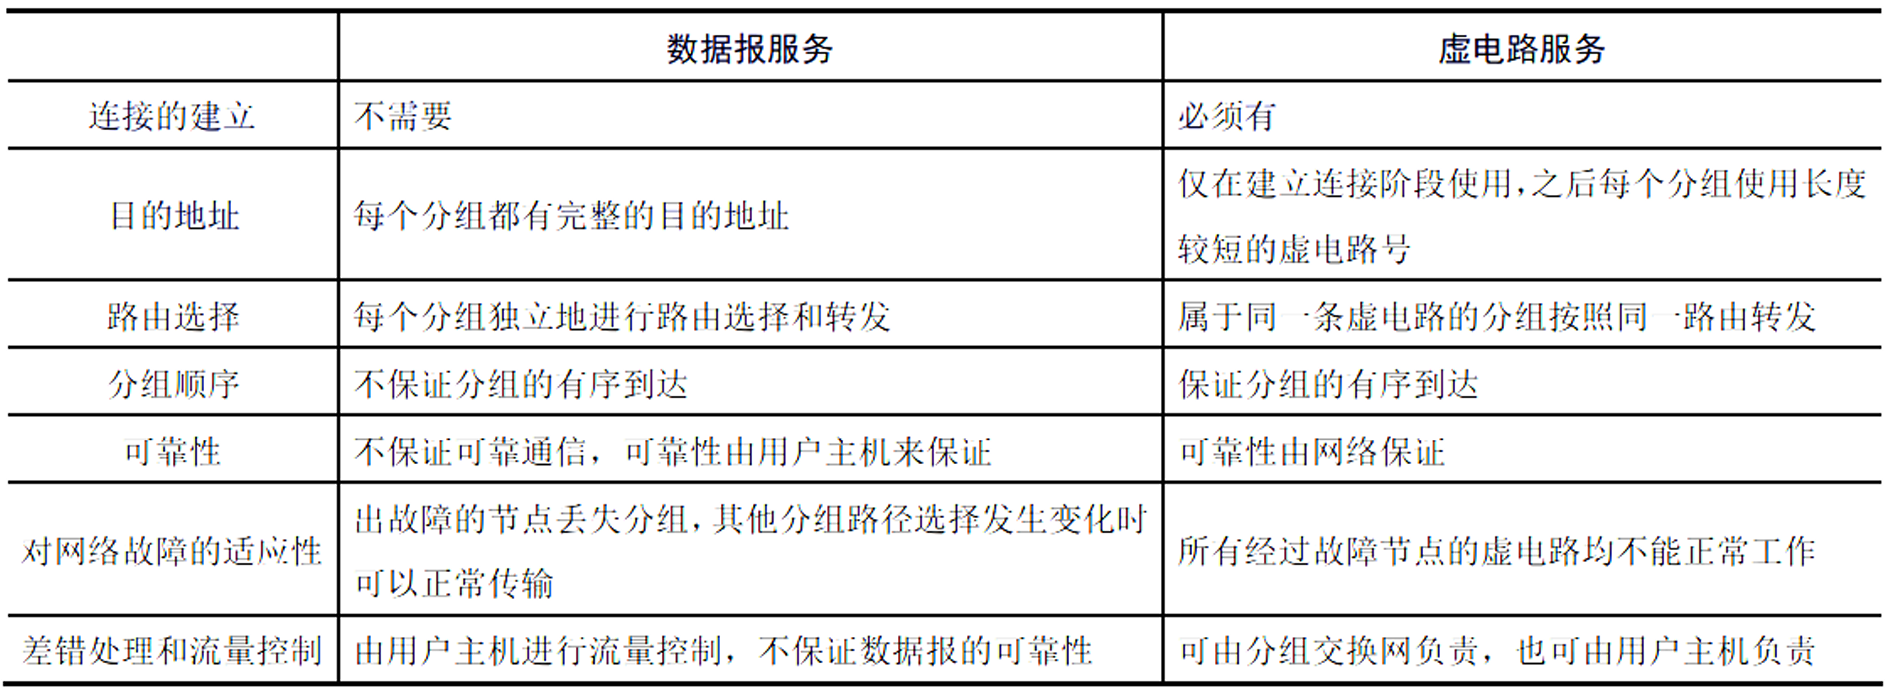 数据报服务 虚电路服务
连接的建立 不需要 必须有
目的地址 每个分组都有完整的目的地址 仅在建立连接阶段使用,之后每个分组使用长度
较短的虚电路号
路由选择 每个分组独立地进行路由选择和转发 属于同一条虚电路的分组按照同一路由转发
分组顺序 不保证分组的有序到达 保证分组的有序到达
可靠性 不保证可靠通信，可靠性由用户主机来保证 可靠性由网络保证
对网络故障的适应性 出故障的节点丢失分组,其他分组路径选择发生变化时
可以正常传输 所有经过故障节点的虚电路均不能正常工作
差错处理和流量控制 由用户主机进行流量控制，不保证数据报的可靠性 可由分组交换网负责，也可由用户主机负责